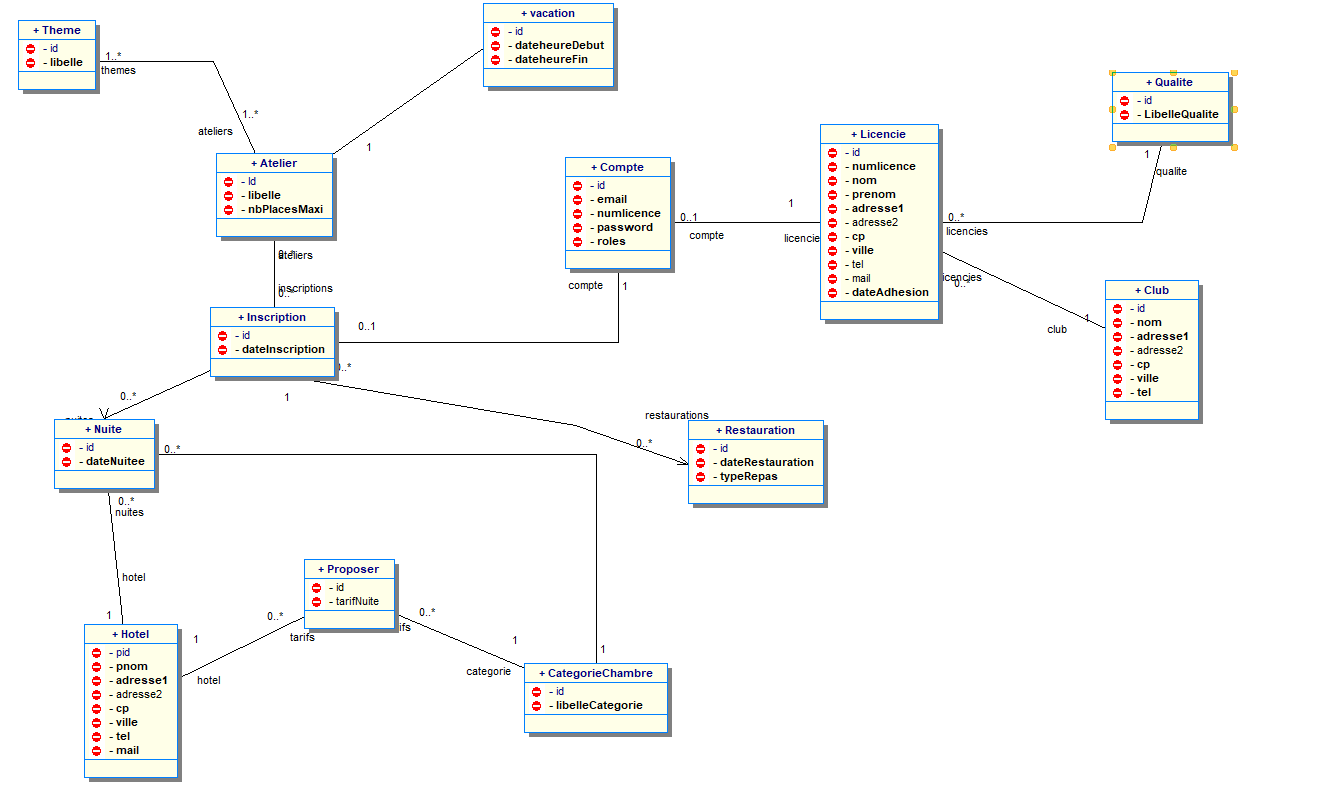 + Theme
- id
- libelle
1..*
themes
1..*
ateliers
+ vacation
- id
- dateheureDebut
- dateheureFin
1
+ Atelier
- Id
- libelle
- nbPlacesMaxi
ateliers
inscriptions
0..*
+ Inscription
- id
- dateInscription
0..1
0..*
1
+ Compte
- id
- email
- numlicence
- password
- roles
0..1
compte
1
licencie
compte
1
+ Licencie
- id
- numlicence
- nom
- prenom
- adresse1
- adresse2
- cp
- ville
- tel
- mail
- dateAdhesion
0..*
licencies
+ Qualite
- id
- LibelleQualite
1
qualite
licencies
0..*
1
club
+ Club
- id
- nom
- adresse1
- adresse2
- cp
- ville
- tel
0..*
+ Nuite
- id
- dateNuitee
0..*
0..*
nuites
restaurations
0..*
+ Restauration
- id
- dateRestauration
- typeRepas
hotel
1
+ Hotel
- pid
- pnom
- adresse1
- adresse2
- cp
- ville
- tel
- mail
1
hotel
0..*
tarifs
+ Proposer
- id
- tarifNuite
0..*
ifs
1
categorie
1
+ CategorieChambre
- id
- libelleCategorie